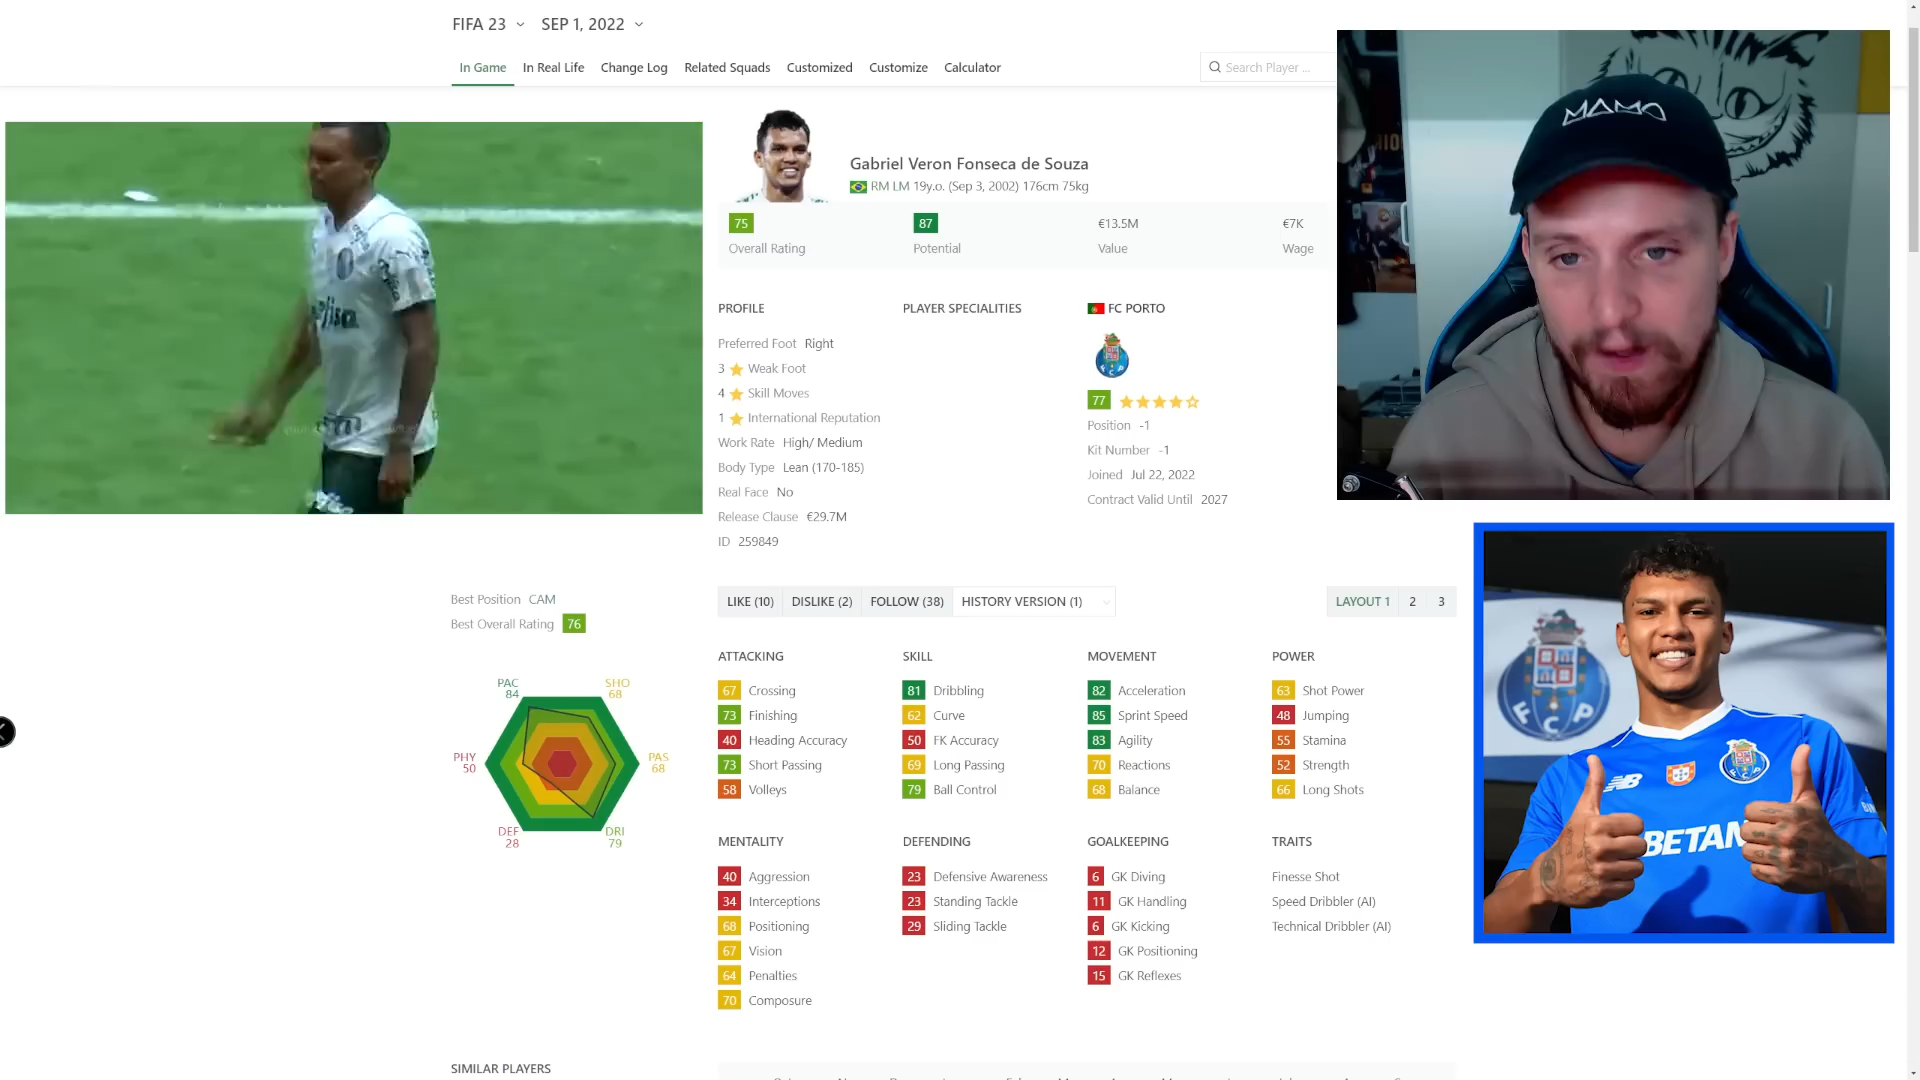 FIFA 23 SEP 1, 2022
In Game In Real Life Change Log Related Squads Customized Customize Calculator
Search Player ...
MAMO
Gabriel Veron Fonseca de Souza
RM LM 19y.o. (Sep 3, 2002) 176cm 75kg
75 87 €13.5M €7K
Overall Rating Potential Value Wage
PROFILE
Preferred Foot Right
3 Weak Foot
4 Skill Moves
1 International Reputation
Work Rate High/ Medium
Body Type Lean (170-185)
Real Face No
Release Clause €29.7M
ID 259849
PLAYER SPECIALITIES
FC PORTO
77
Position -1
Kit Number -1
Joined Jul 22, 2022
Contract Valid Until 2027
Best Position CAM
Best Overall Rating 76
LIKE (10) DISLIKE (2) FOLLOW (38) HISTORY VERSION (1)
LAYOUT 1 2 3
PAC
84
SHO
68
PHY
50
PAS
68
DEF
28
DRI
79
ATTACKING
67 Crossing
73 Finishing
40 Heading Accuracy
73 Short Passing
58 Volleys
SKILL
81 Dribbling
62 Curve
50 FK Accuracy
69 Long Passing
79 Ball Control
MOVEMENT
82 Acceleration
85 Sprint Speed
83 Agility
70 Reactions
68 Balance
POWER
63 Shot Power
48 Jumping
55 Stamina
52 Strength
66 Long Shots
MENTALITY
40 Aggression
34 Interceptions
68 Positioning
67 Vision
64 Penalties
70 Composure
DEFENDING
23 Defensive Awareness
23 Standing Tackle
29 Sliding Tackle
GOALKEEPING
6 GK Diving
11 GK Handling
6 GK Kicking
12 GK Positioning
15 GK Reflexes
TRAITS
Finesse Shot
Speed Dribbler (AI)
Technical Dribbler (AI)
FCP
NB
BETAN
SIMILAR PLAYERS